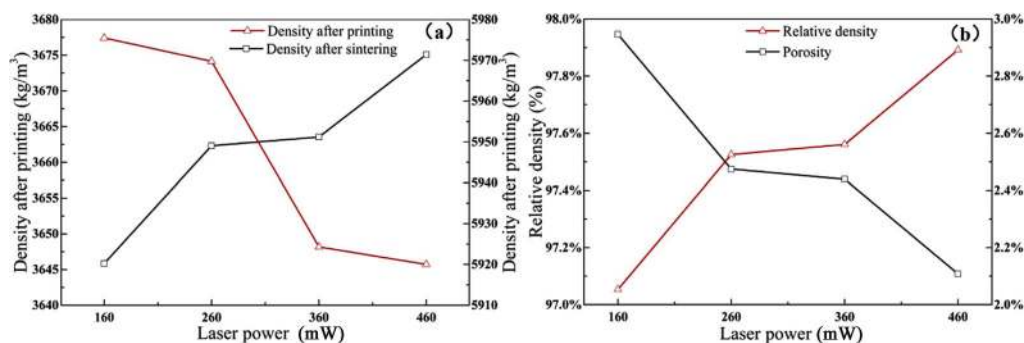 (a)
Density after printing
Density after sintering
Density after printing (kg/m³)
3680
3675
3670
3665
3660
3655
3650
3645
3640
5980
5970
5960
5950
5940
5930
5920
5910
Density after printing (kg/m³)
160 260 360 460
Laser power (mW)
(b)
Relative density
Porosity
Relative density (%)
98.0%
97.8%
97.6%
97.4%
97.2%
97.0%
3.0%
2.8%
2.6%
2.4%
2.2%
2.0%
160 260 360 460
Laser power (mW)